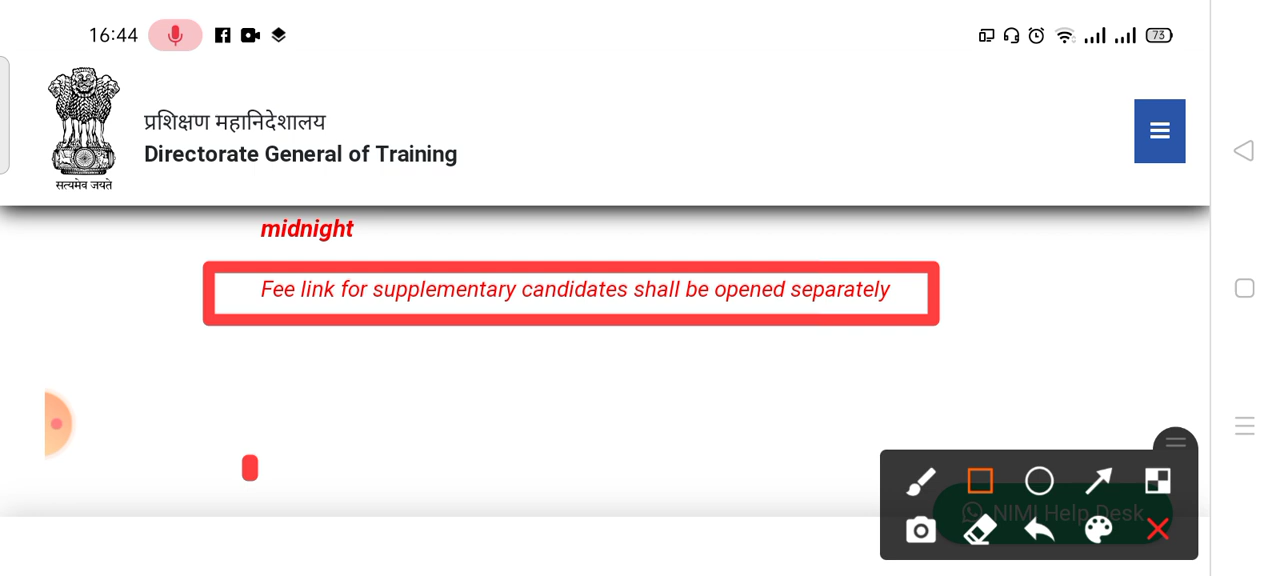 16:44
73
प्रशिक्षण महानिदेशालय
Directorate General of Training
सत्यमेव जयते
midnight
Fee link for supplementary candidates shall be opened separately
NIMI Help Desk